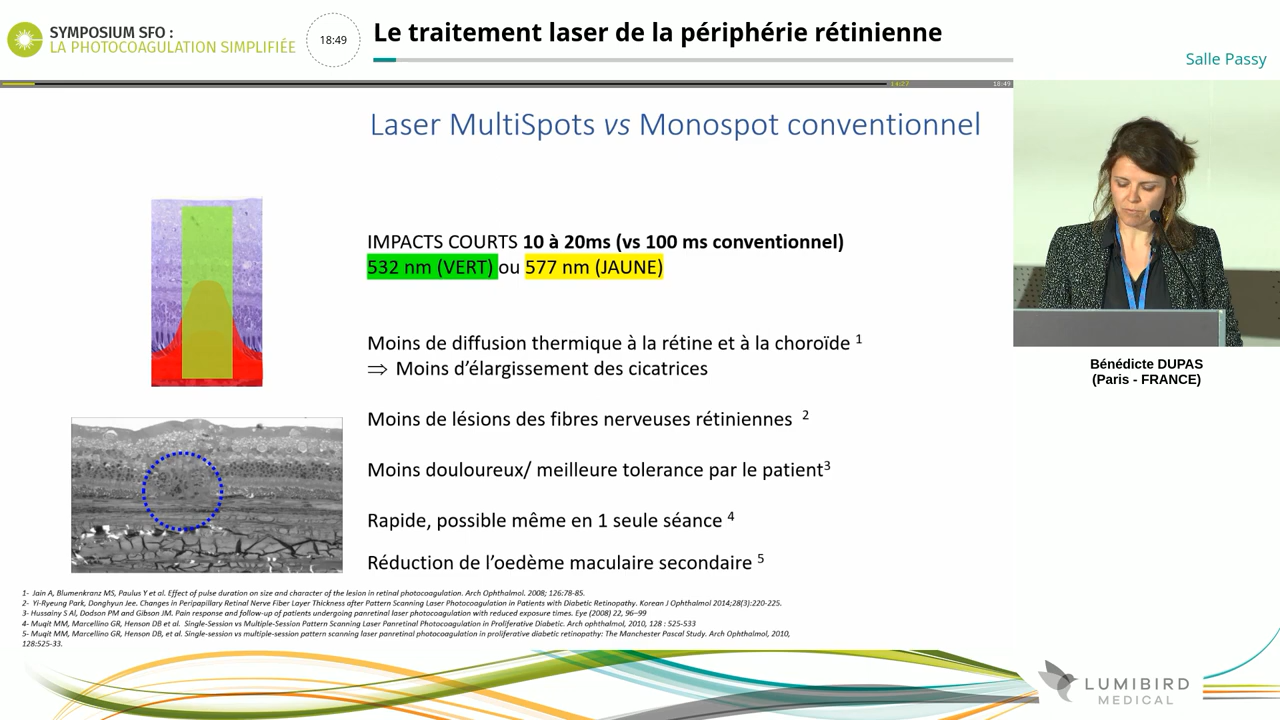 SYMPOSIUM SFO :
LA PHOTOCOAGULATION SIMPLIFIÉE
18:49
Le traitement laser de la périphérie rétinienne
Salle Passy
14:27
18:49
Laser MultiSpots vs Monospot conventionnel
IMPACTS COURTS 10 à 20ms (vs 100 ms conventionnel)
532 nm (VERT) ou 577 nm (JAUNE)
Moins de diffusion thermique à la rétine et à la choroïde 1
⇒ Moins d’élargissement des cicatrices
Moins de lésions des fibres nerveuses rétiniennes 2
Moins douloureux/ meilleure tolerance par le patient3
Rapide, possible même en 1 seule séance 4
Réduction de l’oedème maculaire secondaire 5
1- Jain A, Blumenkranz MS, Paulus Y et al. Effect of pulse duration on size and character of the lesion in retinal photocoagulation. Arch Ophthalmol. 2008; 126:78-85.
2- Yi-Ryeung Park, Donghyun Jee. Changes in Peripapillary Retinal Nerve Fiber Layer Thickness after Pattern Scanning Laser Photocoagulation in Patients with Diabetic Retinopathy. Korean J Ophthalmol 2014;28(3):220-225.
3- Hussainy S Al, Dodson PM and Gibson JM. Pain response and follow-up of patients undergoing panretinal laser photocoagulation with reduced exposure times. Eye (2008) 22, 96–99
4- Muqit MM, Marcellino GR, Henson DB et al. Single-Session vs Multiple-Session Pattern Scanning Laser Panretinal Photocoagulation in Proliferative Diabetic. Arch ophthalmol, 2010, 128 : 525-533
5- Muqit MM, Marcellino GR, Henson DB, et al. Single-session vs multiple-session pattern scanning laser panretinal photocoagulation in proliferative diabetic retinopathy: The Manchester Pascal Study. Arch Ophthalmol, 2010,
128:525-33.
Bénédicte DUPAS
(Paris - FRANCE)
LUMIBIRD
MEDICAL